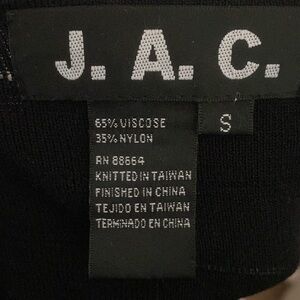 J. A. C.
S
65% VISCOSE
35% NYLON
RN 88664
KNITTED IN TAIWAN
FINISHED IN CHINA
TEJIDO EN TAIWAN
TERMINADO EN CHINA